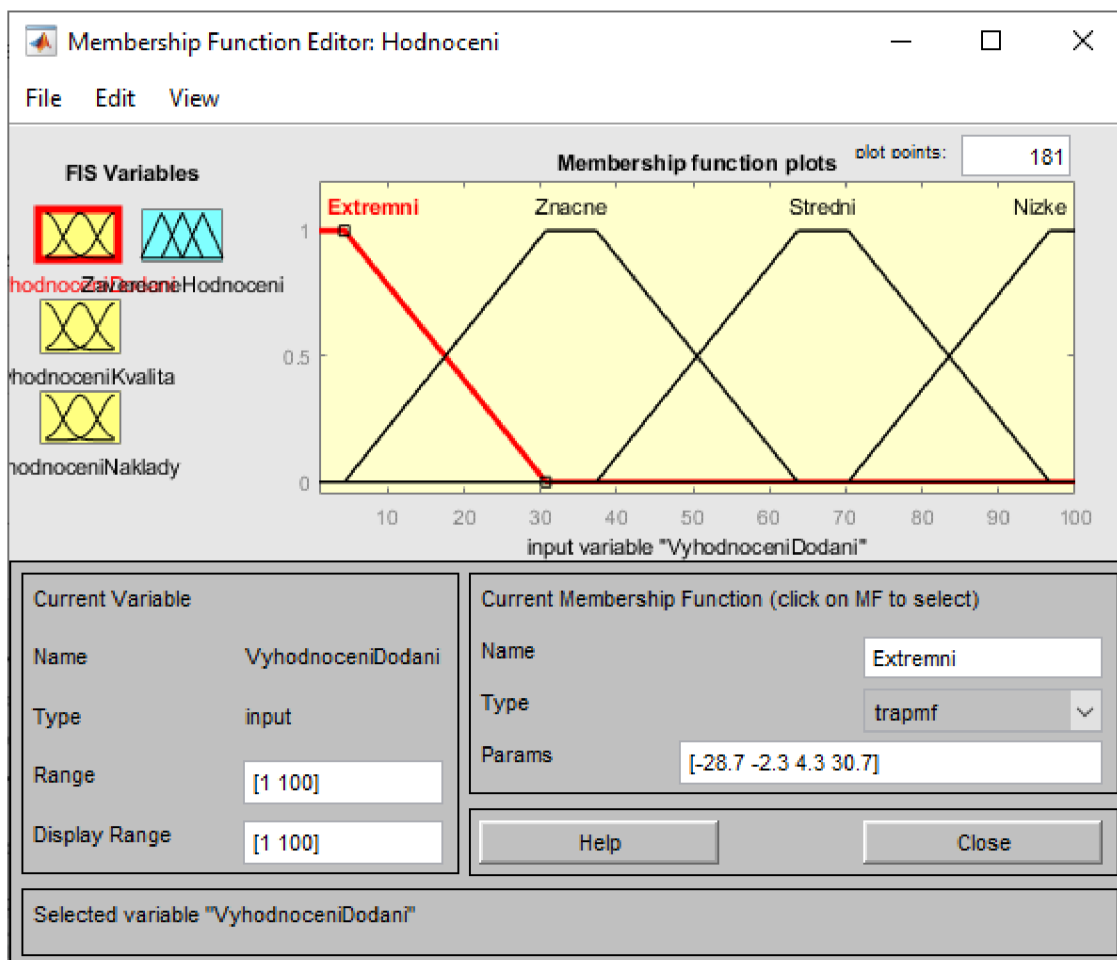 Membership Function Editor: Hodnoceni
File Edit View
FIS Variables
Membership function plots
plot points:
181
Extremni Znacne Stredni Nizke
1
0.5
0
10 20 30 40 50 60 70 80 90 100
input variable "VyhodnoceniDodani"
hodnoceniDodani
ZaverecneHodnoceni
yhodnoceniKvalita
hodnoceniNaklady
Current Variable
Name VyhodnoceniDodani
Type input
Range [1 100]
Display Range [1 100]
Current Membership Function (click on MF to select)
Name Extremni
Type trapmf
Params [-28.7 -2.3 4.3 30.7]
Help Close
Selected variable "VyhodnoceniDodani"